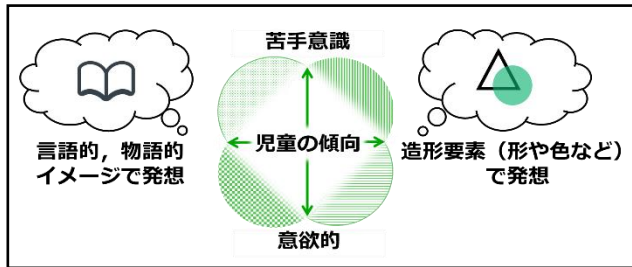 苦手意識
言語的，物語的
イメージで発想
児童の傾向
造形要素（形や色など）
で発想
意欲的